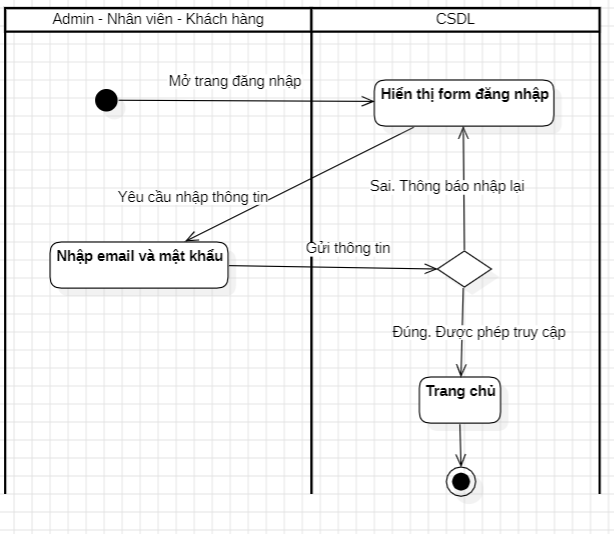 Admin - Nhân viên - Khách hàng
CSDL
Mở trang đăng nhập
Hiển thị form đăng nhập
Sai. Thông báo nhập lại
Yêu cầu nhập thông tin
Gửi thông tin
Nhập email và mật khẩu
Đúng. Được phép truy cập
Trang chủ